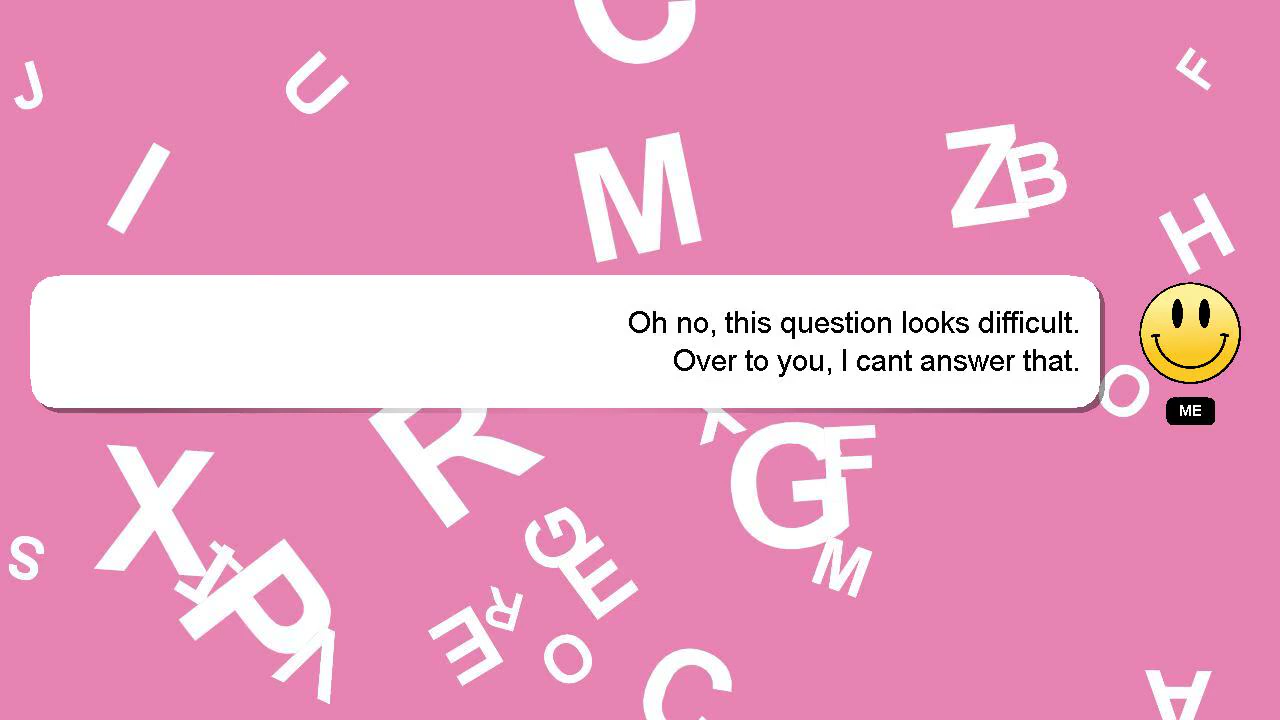 C
J
U
F
I
M
Z
B
H
Oh no, this question looks difficult.
Over to you, I cant answer that.
ME
O
R
G
F
X
G
E
S
P
M
R
E
V
O
C
A